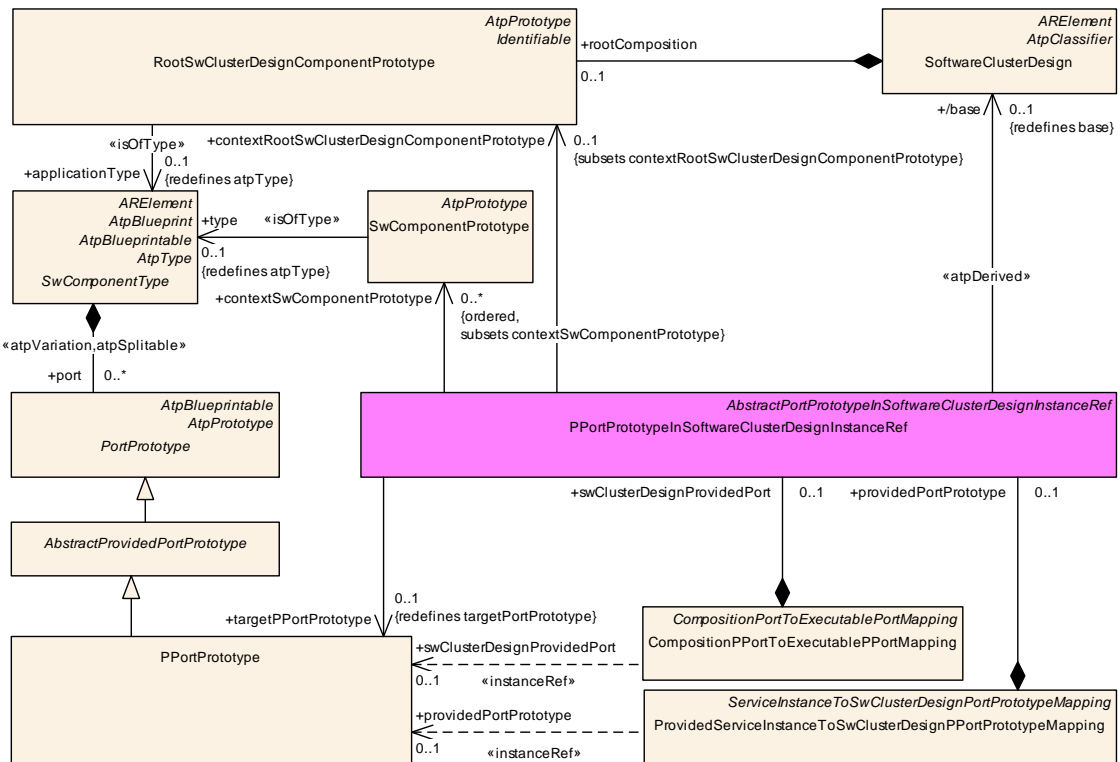 AtpPrototype
Identifiable
RootSwClusterDesignComponentPrototype
+rootComposition
0..1
ARElement
AtpClassifier
SoftwareClusterDesign
«isOfType»
+applicationType
0..1
{redefines atpType}
+contextRootSwClusterDesignComponentPrototype
0..1
{subsets contextRootSwClusterDesignComponentPrototype}
+/base
0..1
{redefines base}
ARElement
AtpBlueprint
AtpBlueprintable
AtpType
SwComponentType
+type
«isOfType»
0..1
{redefines atpType}
AtpPrototype
SwComponentPrototype
+contextSwComponentPrototype
0..*
{ordered,
subsets contextSwComponentPrototype}
«atpDerived»
«atpVariation,atpSplitable»
+port
0..*
AtpBlueprintable
AtpPrototype
PortPrototype
AbstractPortPrototypeInSoftwareClusterDesignInstanceRef
PPortPrototypeInSoftwareClusterDesignInstanceRef
+swClusterDesignProvidedPort
0..1
+providedPortPrototype
0..1
AbstractProvidedPortPrototype
+targetPPortPrototype
0..1
{redefines targetPortPrototype}
CompositionPortToExecutablePortMapping
CompositionPPortToExecutablePPortMapping
PPortPrototype
+swClusterDesignProvidedPort
0..1
«instanceRef»
ServiceInstanceToSwClusterDesignPortPrototypeMapping
ProvidedServiceInstanceToSwClusterDesignPPortPrototypeMapping
+providedPortPrototype
0..1
«instanceRef»